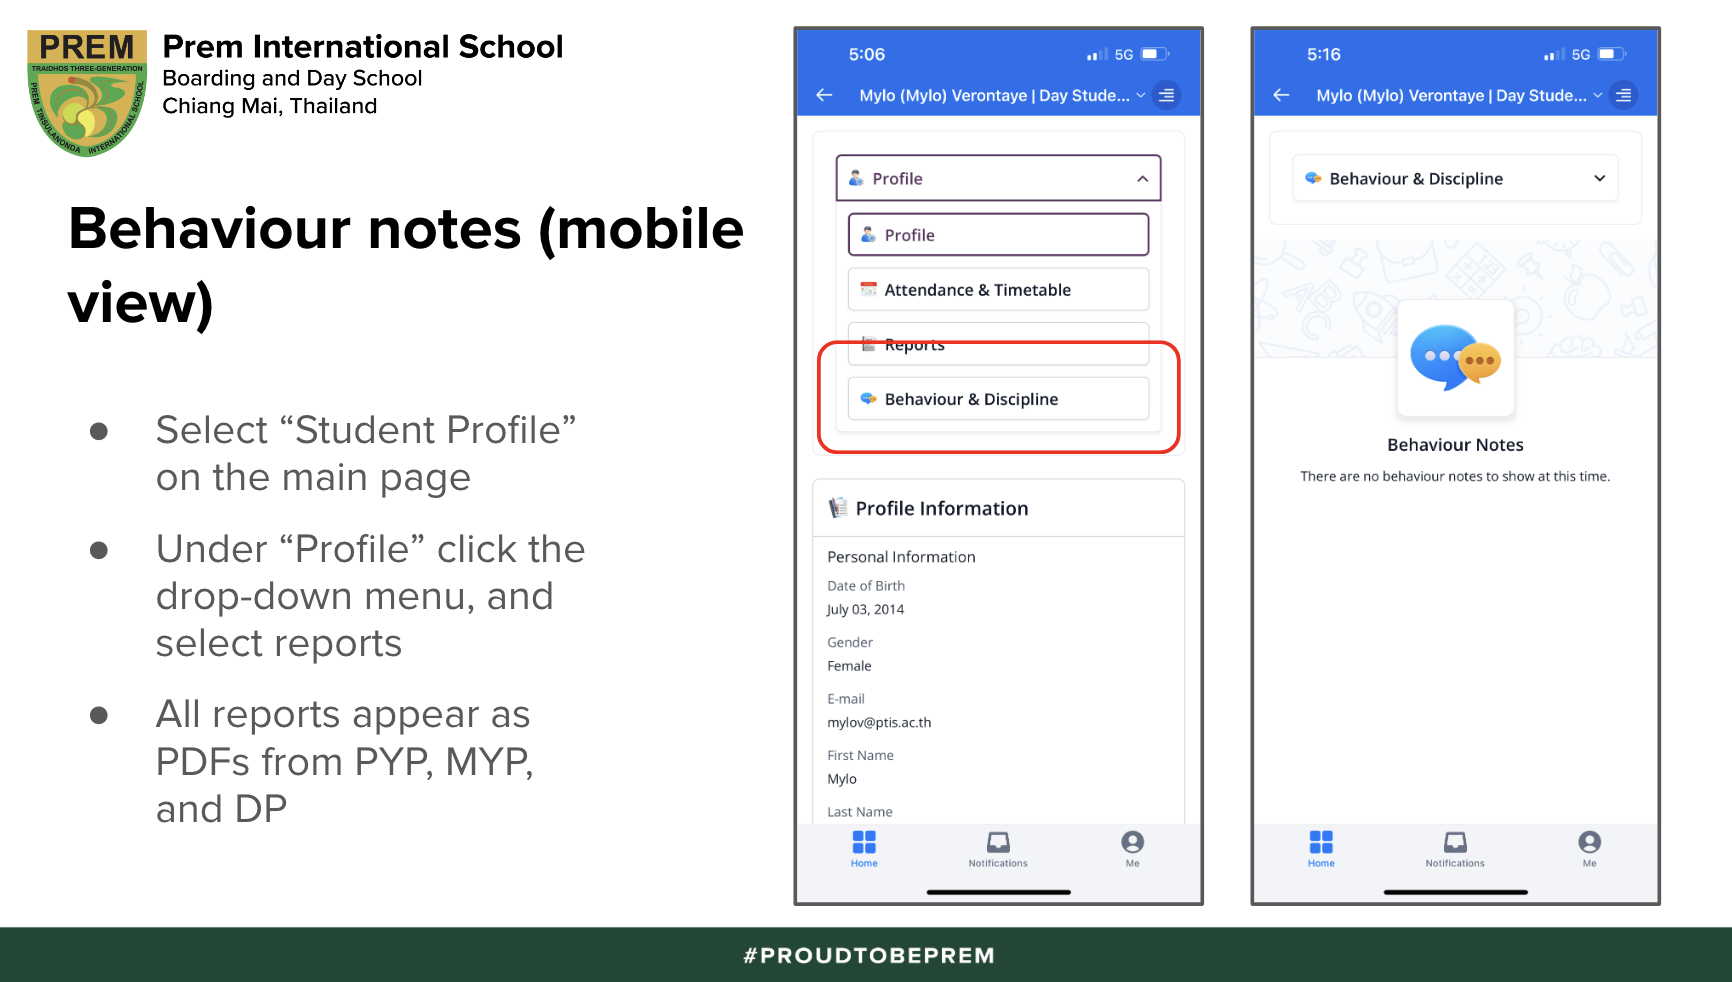 PREM
TRAIDHOS THREE-GENERATION
PREM TINSULANONDA INTERNATIONAL SCHOOL
Prem International School
Boarding and Day School
Chiang Mai, Thailand
Behaviour notes (mobile
view)
● Select “Student Profile”
on the main page
● Under “Profile” click the
drop-down menu, and
select reports
● All reports appear as
PDFs from PYP, MYP,
and DP
5:06
5G
Mylo (Mylo) Verontaye | Day Stude...
Profile
Profile
Attendance & Timetable
Reports
Behaviour & Discipline
Profile Information
Personal Information
Date of Birth
July 03, 2014
Gender
Female
E-mail
mylov@ptis.ac.th
First Name
Mylo
Last Name
Home
Notifications
Me
5:16
5G
Mylo (Mylo) Verontaye | Day Stude...
Behaviour & Discipline
Behaviour Notes
There are no behaviour notes to show at this time.
Home
Notifications
Me
#PROUDTOBEPREM